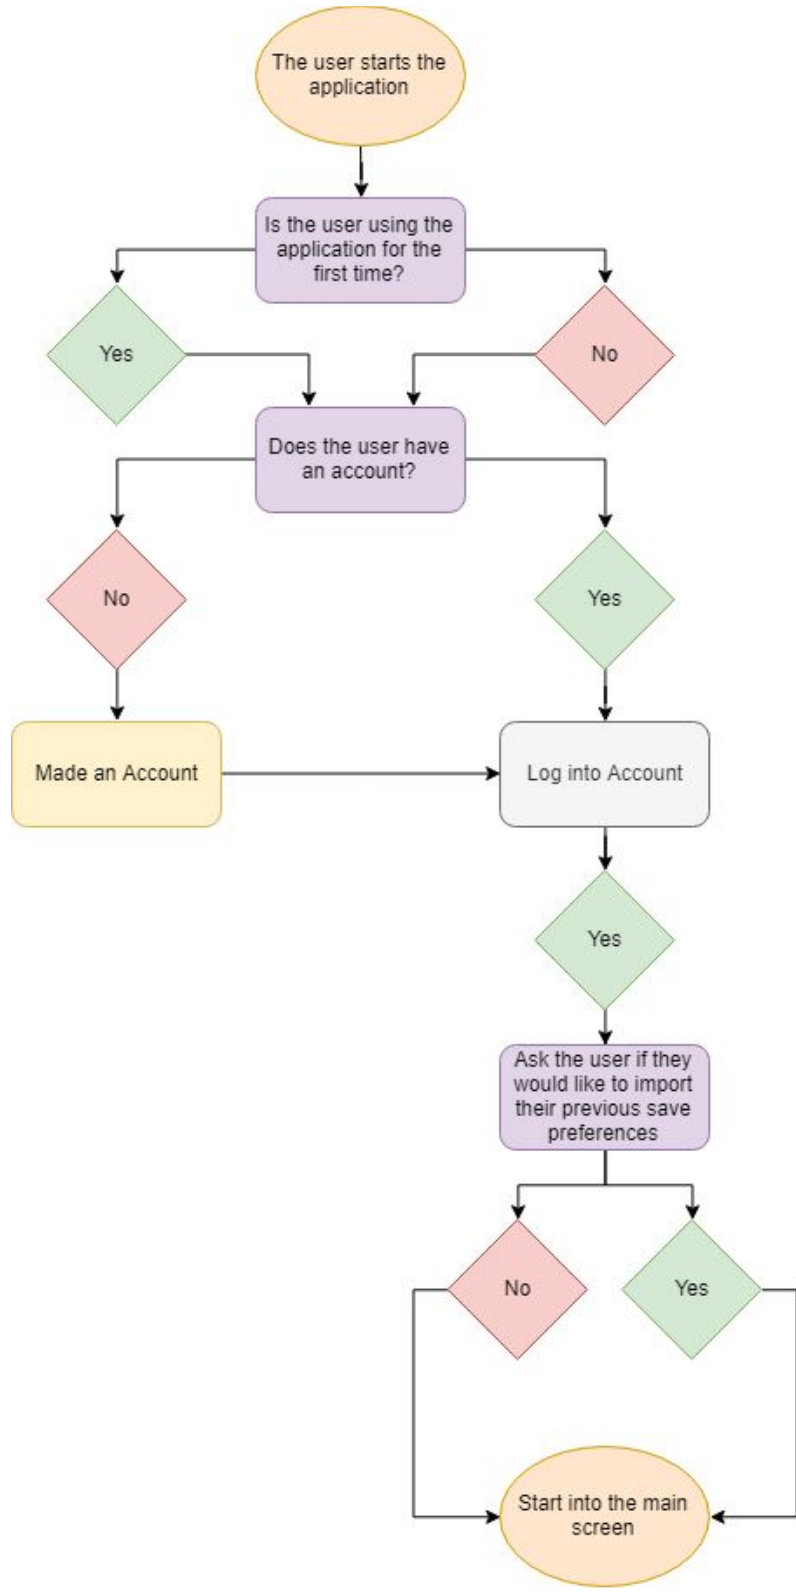 The user starts the
application
Is the user using the
application for the
first time?
Yes
No
Does the user have
an account?
No
Yes
Made an Account
Log into Account
Yes
Ask the user if they
would like to import
their previous save
preferences
No
Yes
Start into the main
screen